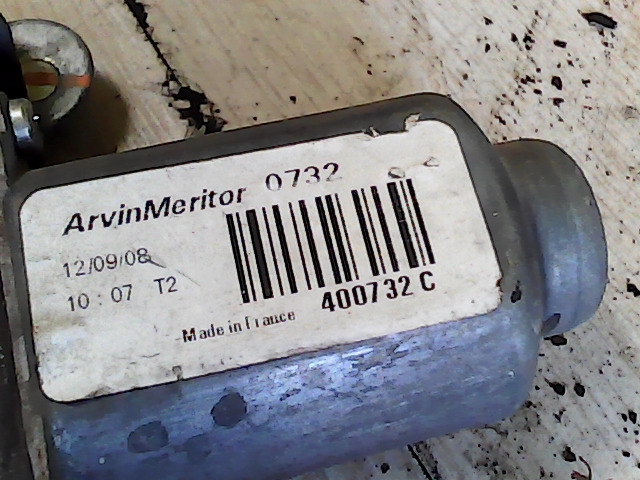 ArvinMeritor 0732
12/09/08
10 : 07 T2
400732 C
Made in France